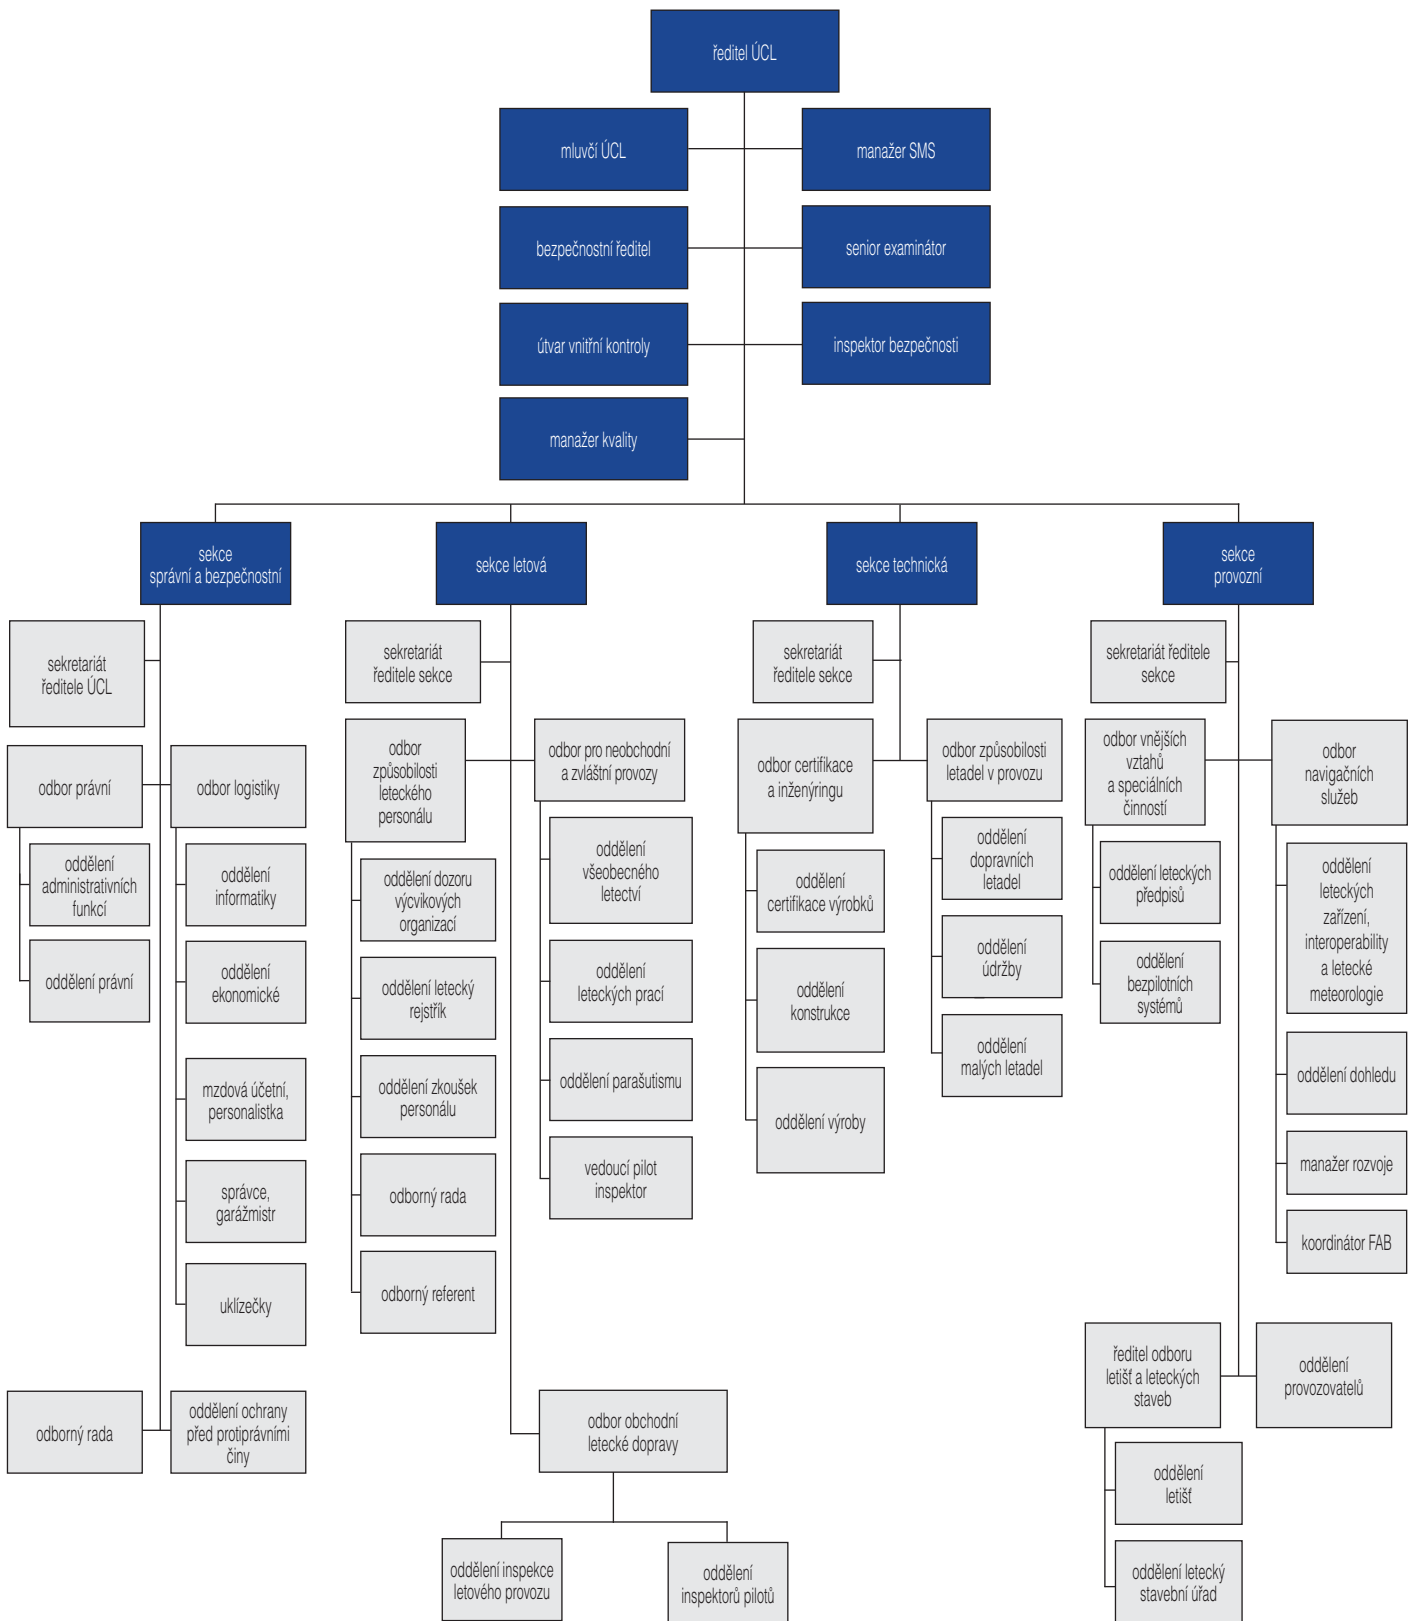 ředitel ÚCL
mluvčí ÚCL
manažer SMS
bezpečnostní ředitel
senior examinátor
útvar vnitřní kontroly
inspektor bezpečnosti
manažer kvality
sekce
správní a bezpečnostní
sekretariát
ředitele ÚCL
odbor právní
oddělení
administrativních
funkcí
oddělení právní
odbor logistiky
oddělení
informatiky
oddělení
ekonomické
mzdová účetní,
personalistka
správce,
garážmistr
uklízečky
odborný rada
oddělení ochrany
před protiprávními
činy
sekce letová
sekretariát
ředitele sekce
odbor
způsobilosti
leteckého
personálu
oddělení dozoru
výcvikových
organizací
oddělení letecký
rejstřík
oddělení zkoušek
personálu
odborný rada
odborný referent
odbor pro neobchodní
a zvláštní provozy
oddělení
všeobecného
letectví
oddělení
leteckých prací
oddělení parašutismu
vedoucí pilot
inspektor
odbor obchodní
letecké dopravy
oddělení inspekce
letového provozu
oddělení
inspektorů pilotů
sekce technická
sekretariát
ředitele sekce
odbor certifikace
a inženýringu
oddělení
certifikace výrobků
oddělení
konstrukce
oddělení výroby
odbor způsobilosti
letadel v provozu
oddělení
dopravních
letadel
oddělení
údržby
oddělení
malých letadel
sekce
provozní
sekretariát ředitele
sekce
odbor vnějších
vztahů
a speciálních
činností
oddělení leteckých
předpisů
oddělení
bezpilotních
systémů
odbor
navigačních
služeb
oddělení
leteckých
zařízení,
interoperability
a letecké
meteorologie
oddělení dohledu
manažer rozvoje
koordinátor FAB
ředitel odboru
letišť a leteckých
staveb
oddělení
letišť
oddělení letecký
stavební úřad
oddělení
provozovatelů